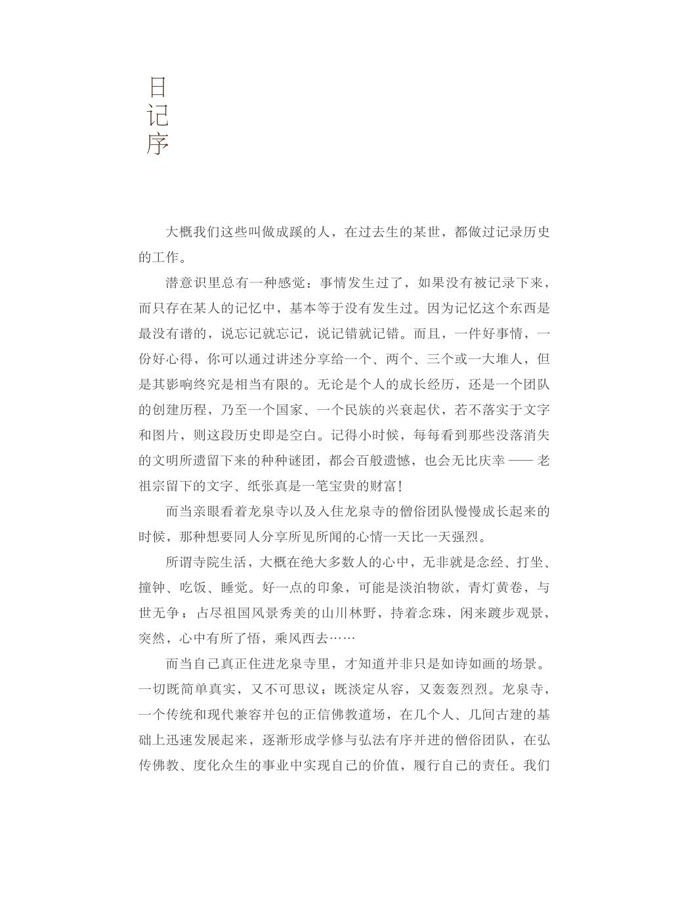 日记序
大概我们这些叫做成蹊的人，在过去生的某世，都做过记录历史
的工作。
潜意识里总有一种感觉：事情发生过了，如果没有被记录下来，
而只存在某人的记忆中，基本等于没有发生过。因为记忆这个东西是
最没有谱的，说忘记就忘记，说记错就记错。而且，一件好事情，一
份好心得，你可以通过讲述分享给一个、两个、三个或一大堆人，但
是其影响终究是相当有限的。无论是个人的成长经历，还是一个团队
的创建历程，乃至一个国家、一个民族的兴衰起伏，若不落实于文字
和图片，则这段历史即是空白。记得小时候，每每看到那些没落消失
的文明所遗留下来的种种谜团，都会百般遗憾，也会无比庆幸 —— 老
祖宗留下的文字、纸张真是一笔宝贵的财富！
而当亲眼看着龙泉寺以及入住龙泉寺的僧俗团队慢慢成长起来的
时候，那种想要同人分享所见所闻的心情一天比一天强烈。
所谓寺院生活，大概在绝大多数人的心中，无非就是念经、打坐、
撞钟、吃饭、睡觉。好一点的印象，可能是淡泊物欲，青灯黄卷，与
世无争；占尽祖国风景秀美的山川林野，持着念珠，闲来踱步观景，
突然，心中有所了悟，乘风西去……
而当自己真正住进龙泉寺里，才知道并非只是如诗如画的场景。
一切既简单真实，又不可思议；既淡定从容，又轰轰烈烈。龙泉寺，
一个传统和现代兼容并包的正信佛教道场，在几个人、几间古建的基
础上迅速发展起来，逐渐形成学修与弘法有序并进的僧俗团队，在弘
传佛教、度化众生的事业中实现自己的价值，履行自己的责任。我们